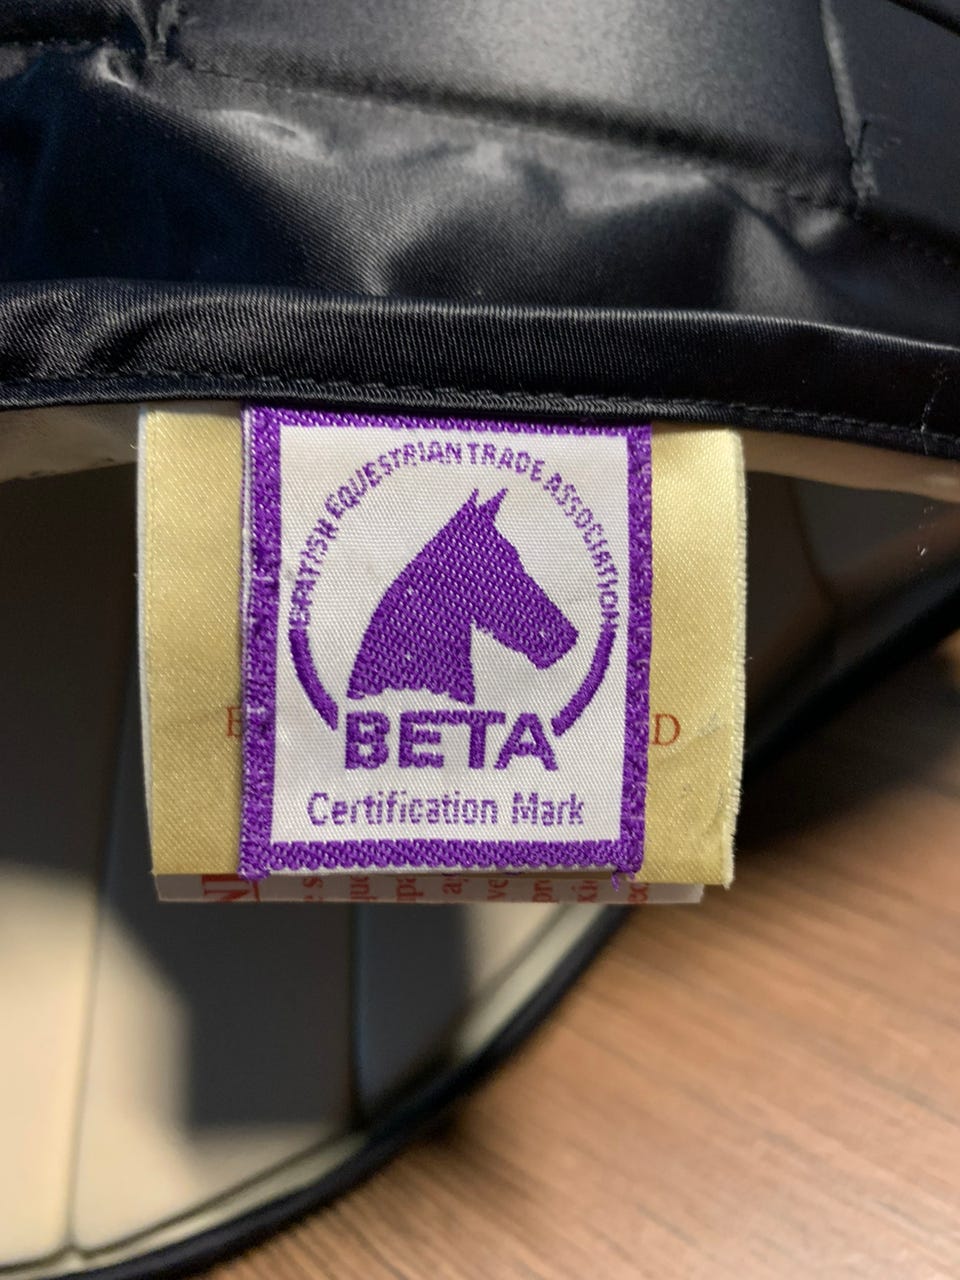 BRITISH EQUESTRIAN TRADE ASSOCIATION
BETA
E D
Certification Mark